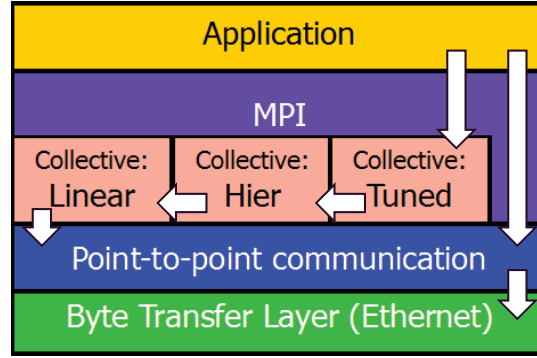 Application
MPI
Collective: Collective: Collective:
Linear Hier Tuned
Point-to-point communication
Byte Transfer Layer (Ethernet)